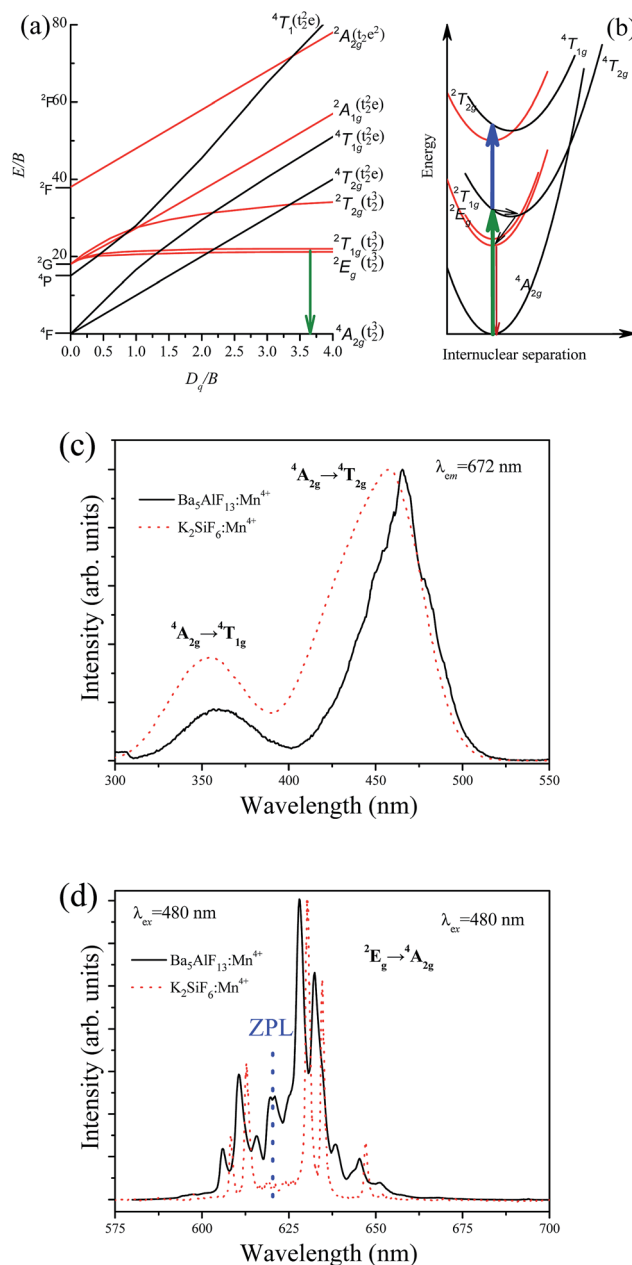 (a)
E/B
80
60
40
20
0
²F
²F
²G
⁴P
⁴F
⁴T₁(t₂²e)
²A₂g(t₂e²)
²A₁g(t₂²e)
⁴T₁g(t₂²e)
⁴T₂g(t₂²e)
²T₂g(t₂³)
²T₁g(t₂³)
²Eg(t₂³)
⁴A₂g(t₂³)
0.0 0.5 1.0 1.5 2.0 2.5 3.0 3.5 4.0
Dq/B
(b)
Energy
⁴T₁g
⁴T₂g
²T₂g
²T₁g
²Eg
⁴A₂g
Internuclear separation
(c)
⁴A₂g→⁴T₂g
λem=672 nm
Ba₅AlF₁₃:Mn⁴⁺
K₂SiF₆:Mn⁴⁺
⁴A₂g→⁴T₁g
Intensity (arb. units)
300 350 400 450 500 550
Wavelength (nm)
(d)
λex=480 nm
λex=480 nm
Ba₅AlF₁₃:Mn⁴⁺
K₂SiF₆:Mn⁴⁺
²Eg→⁴A₂g
ZPL
Intensity (arb. units)
575 600 625 650 675 700
Wavelength (nm)